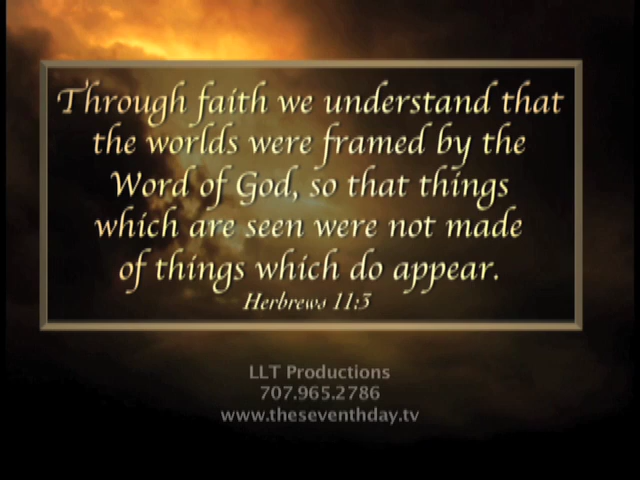 Through faith we understand that
the worlds were framed by the
Word of God, so that things
which are seen were not made
of things which do appear.
Herbrews 11:3
LLT Productions
707.965.2786
www.theseventhday.tv